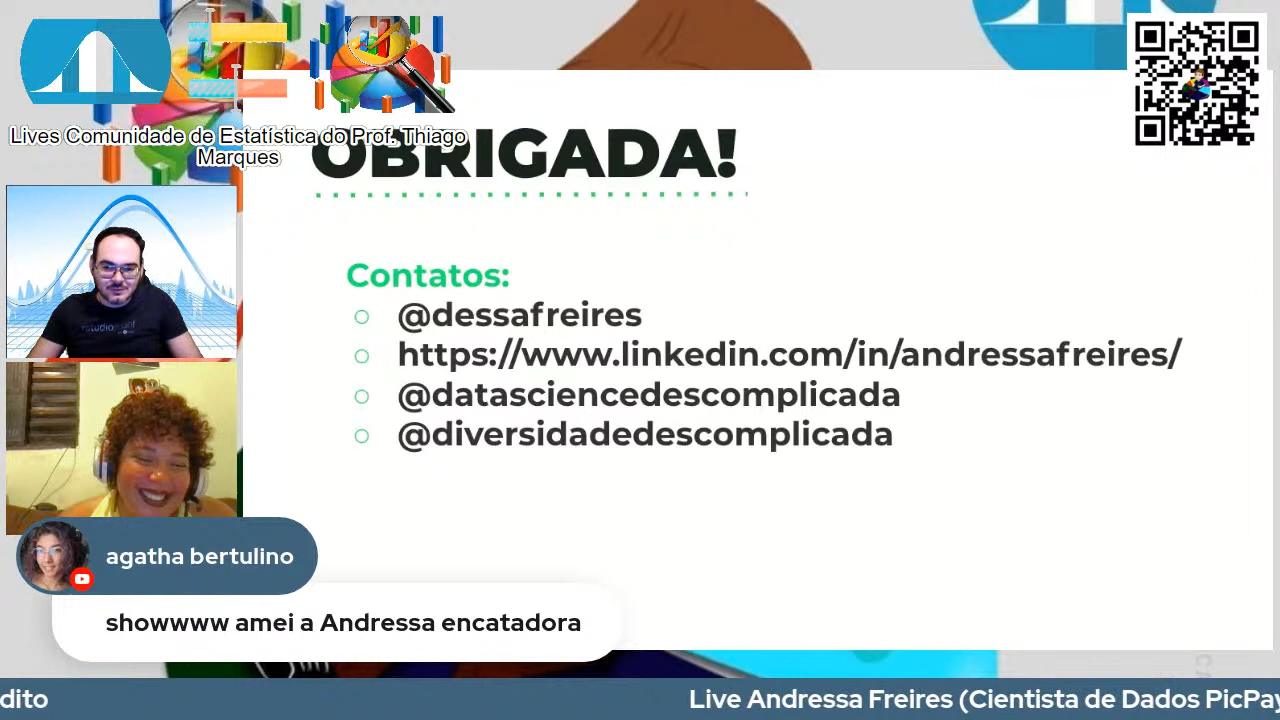 Lives Comunidade de Estatística do Prof. Thiago
Marques
OBRIGADA!
Contatos:
@dessafreires
https://www.linkedin.com/in/andressafreires/
@datasciencedescomplicada
@diversidadedescomplicada
agatha bertulino
showwww amei a Andressa encatadora
dito
Live Andressa Freires (Cientista de Dados PicPay